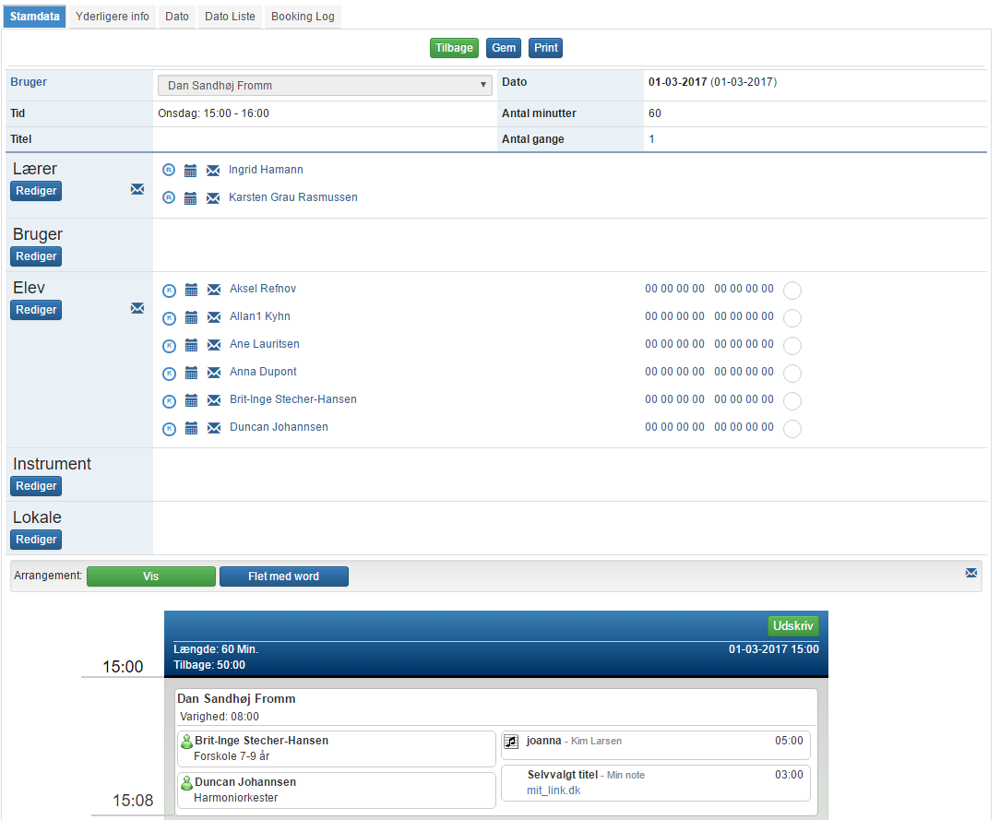 Stamdata Yderligere info Dato Dato Liste Booking Log
Tilbage Gem Print
Bruger Dan Sandhøj Fromm Dato 01-03-2017 (01-03-2017)
Tid Onsdag: 15:00 - 16:00 Antal minutter 60
Titel Antal gange 1
Lærer
Rediger
R Ingrid Hamann
R Karsten Grau Rasmussen
Bruger
Rediger
Elev
Rediger
K Aksel Refnov 00 00 00 00 00 00 00 00
K Allan1 Kyhn 00 00 00 00 00 00 00 00
K Ane Lauritsen 00 00 00 00 00 00 00 00
K Anna Dupont 00 00 00 00 00 00 00 00
K Brit-Inge Stecher-Hansen 00 00 00 00 00 00 00 00
K Duncan Johannsen 00 00 00 00 00 00 00 00
Instrument
Rediger
Lokale
Rediger
Arrangement: Vis Flet med word
Udskriv
Længde: 60 Min. 01-03-2017 15:00
Tilbage: 50:00
15:00
Dan Sandhøj Fromm
Varighed: 08:00
Brit-Inge Stecher-Hansen
Forskole 7-9 år
joanna - Kim Larsen 05:00
Duncan Johannsen
Harmoniorkester
Selvvalgt titel - Min note 03:00
mit_link.dk
15:08